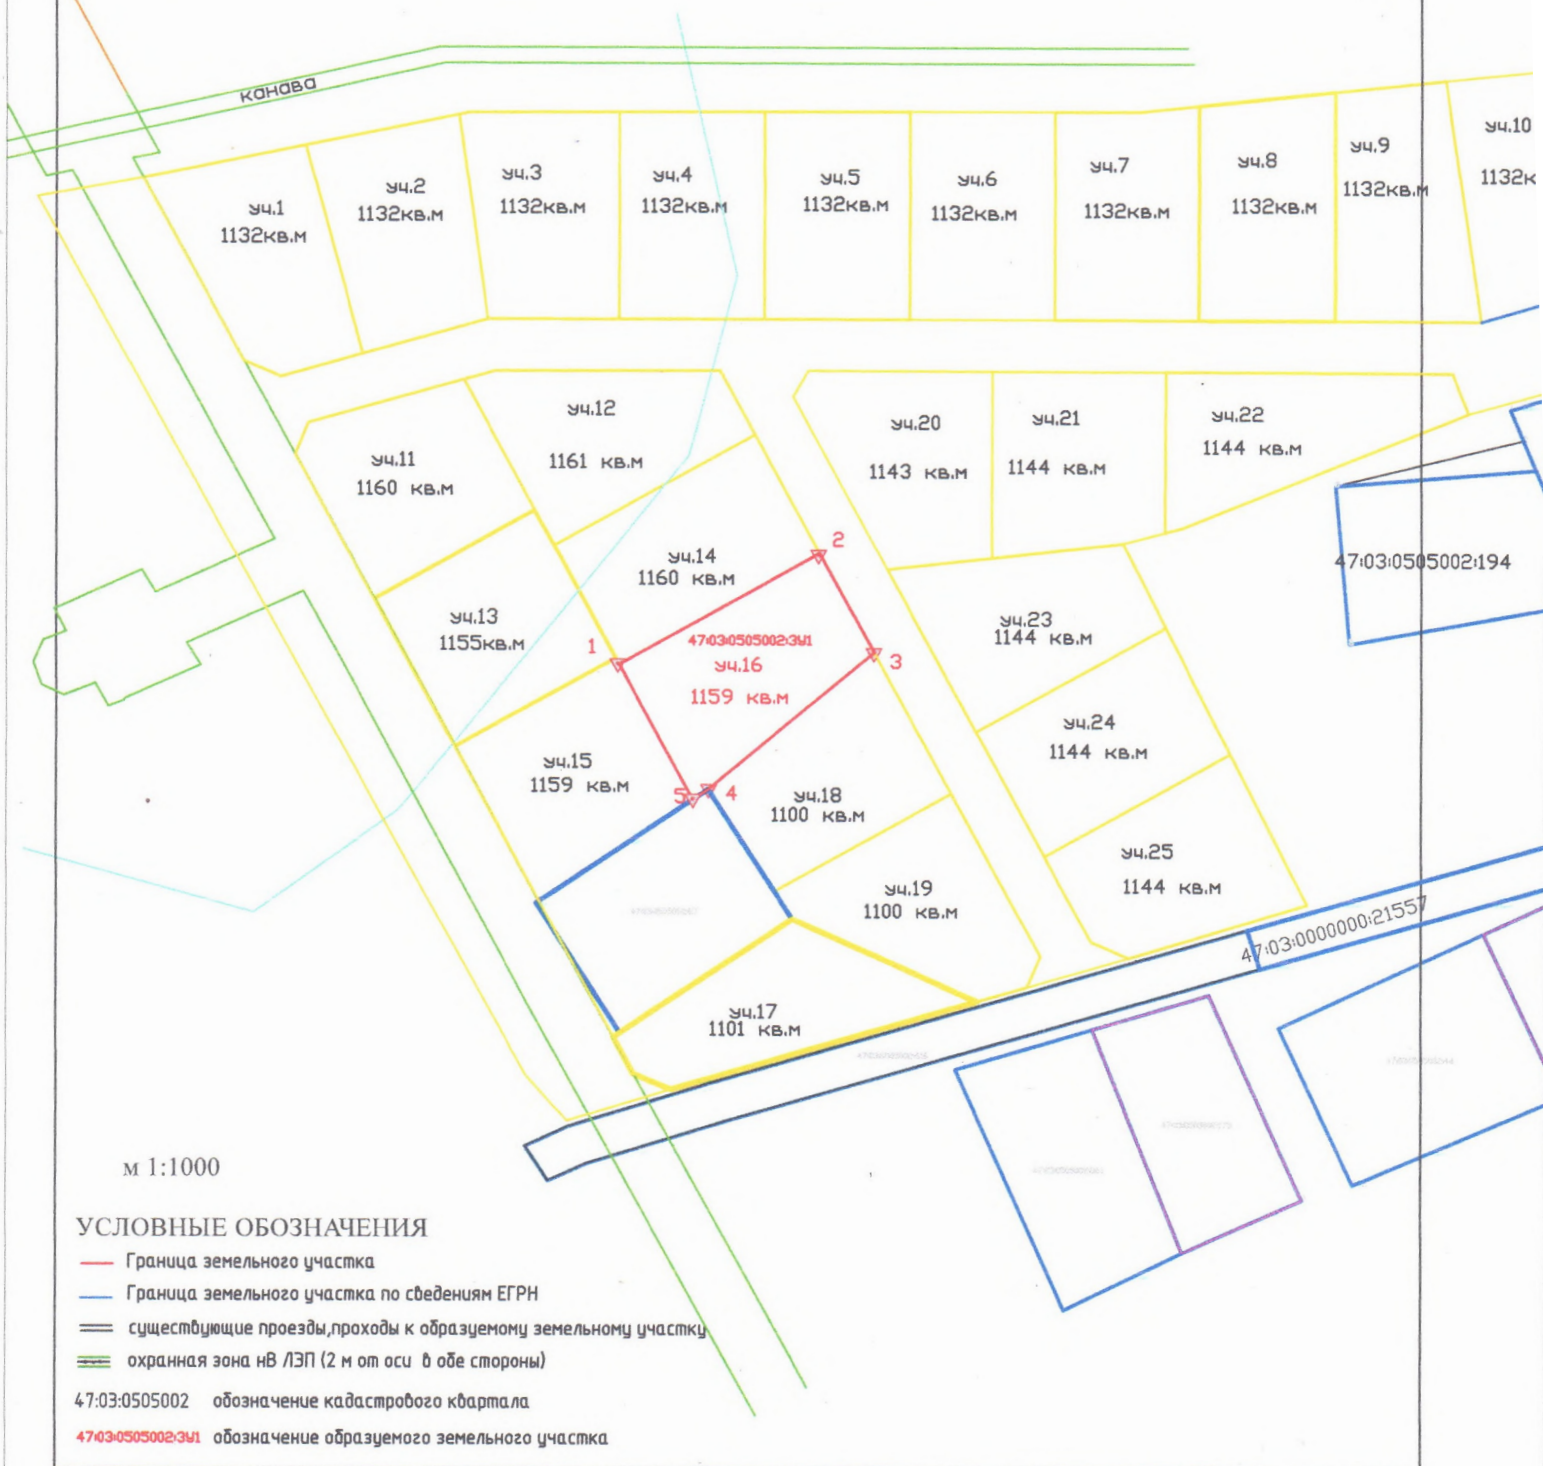 канава
уч.1
1132кв.м
уч.2
1132кв.м
уч.3
1132кв.м
уч.4
1132кв.м
уч.5
1132кв.м
уч.6
1132кв.м
уч.7
1132кв.м
уч.8
1132кв.м
уч.9
1132кв.м
уч.10
1132к
уч.11
1160 кв.м
уч.12
1161 кв.м
уч.20
1143 кв.м
уч.21
1144 кв.м
уч.22
1144 кв.м
уч.13
1155кв.м
уч.14
1160 кв.м
47:03:0505002:194
1
2
3
4
5
47:03:0505002:ЗУ1
уч.16
1159 кв.м
уч.23
1144 кв.м
уч.24
1144 кв.м
уч.15
1159 кв.м
уч.18
1100 кв.м
уч.25
1144 кв.м
уч.19
1100 кв.м
47:03:0000000:21557
уч.17
1101 кв.м
м 1:1000
УСЛОВНЫЕ ОБОЗНАЧЕНИЯ
Граница земельного участка
Граница земельного участка по сведениям ЕГРН
существующие проезды,проходы к образуемому земельному участку
охранная зона нВ ЛЭП (2 м от оси в обе стороны)
47:03:0505002 обозначение кадастрового квартала
47:03:0505002:ЗУ1 обозначение образуемого земельного участка